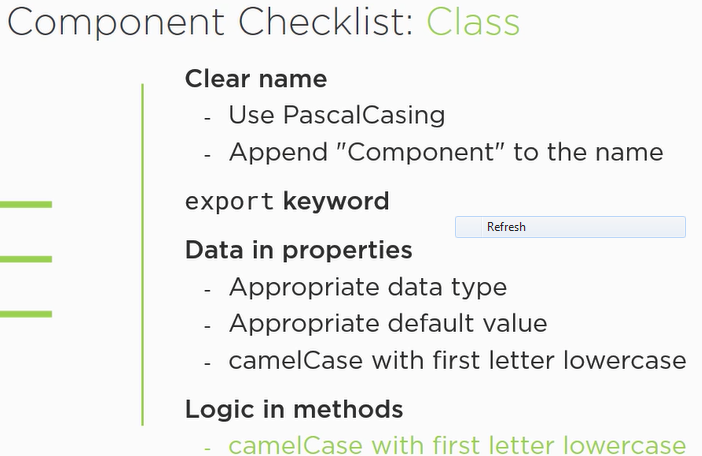 Component Checklist: Class
Clear name
- Use PascalCasing
- Append "Component" to the name
export keyword
Refresh
Data in properties
- Appropriate data type
- Appropriate default value
- camelCase with first letter lowercase
Logic in methods
- camelCase with first letter lowercase